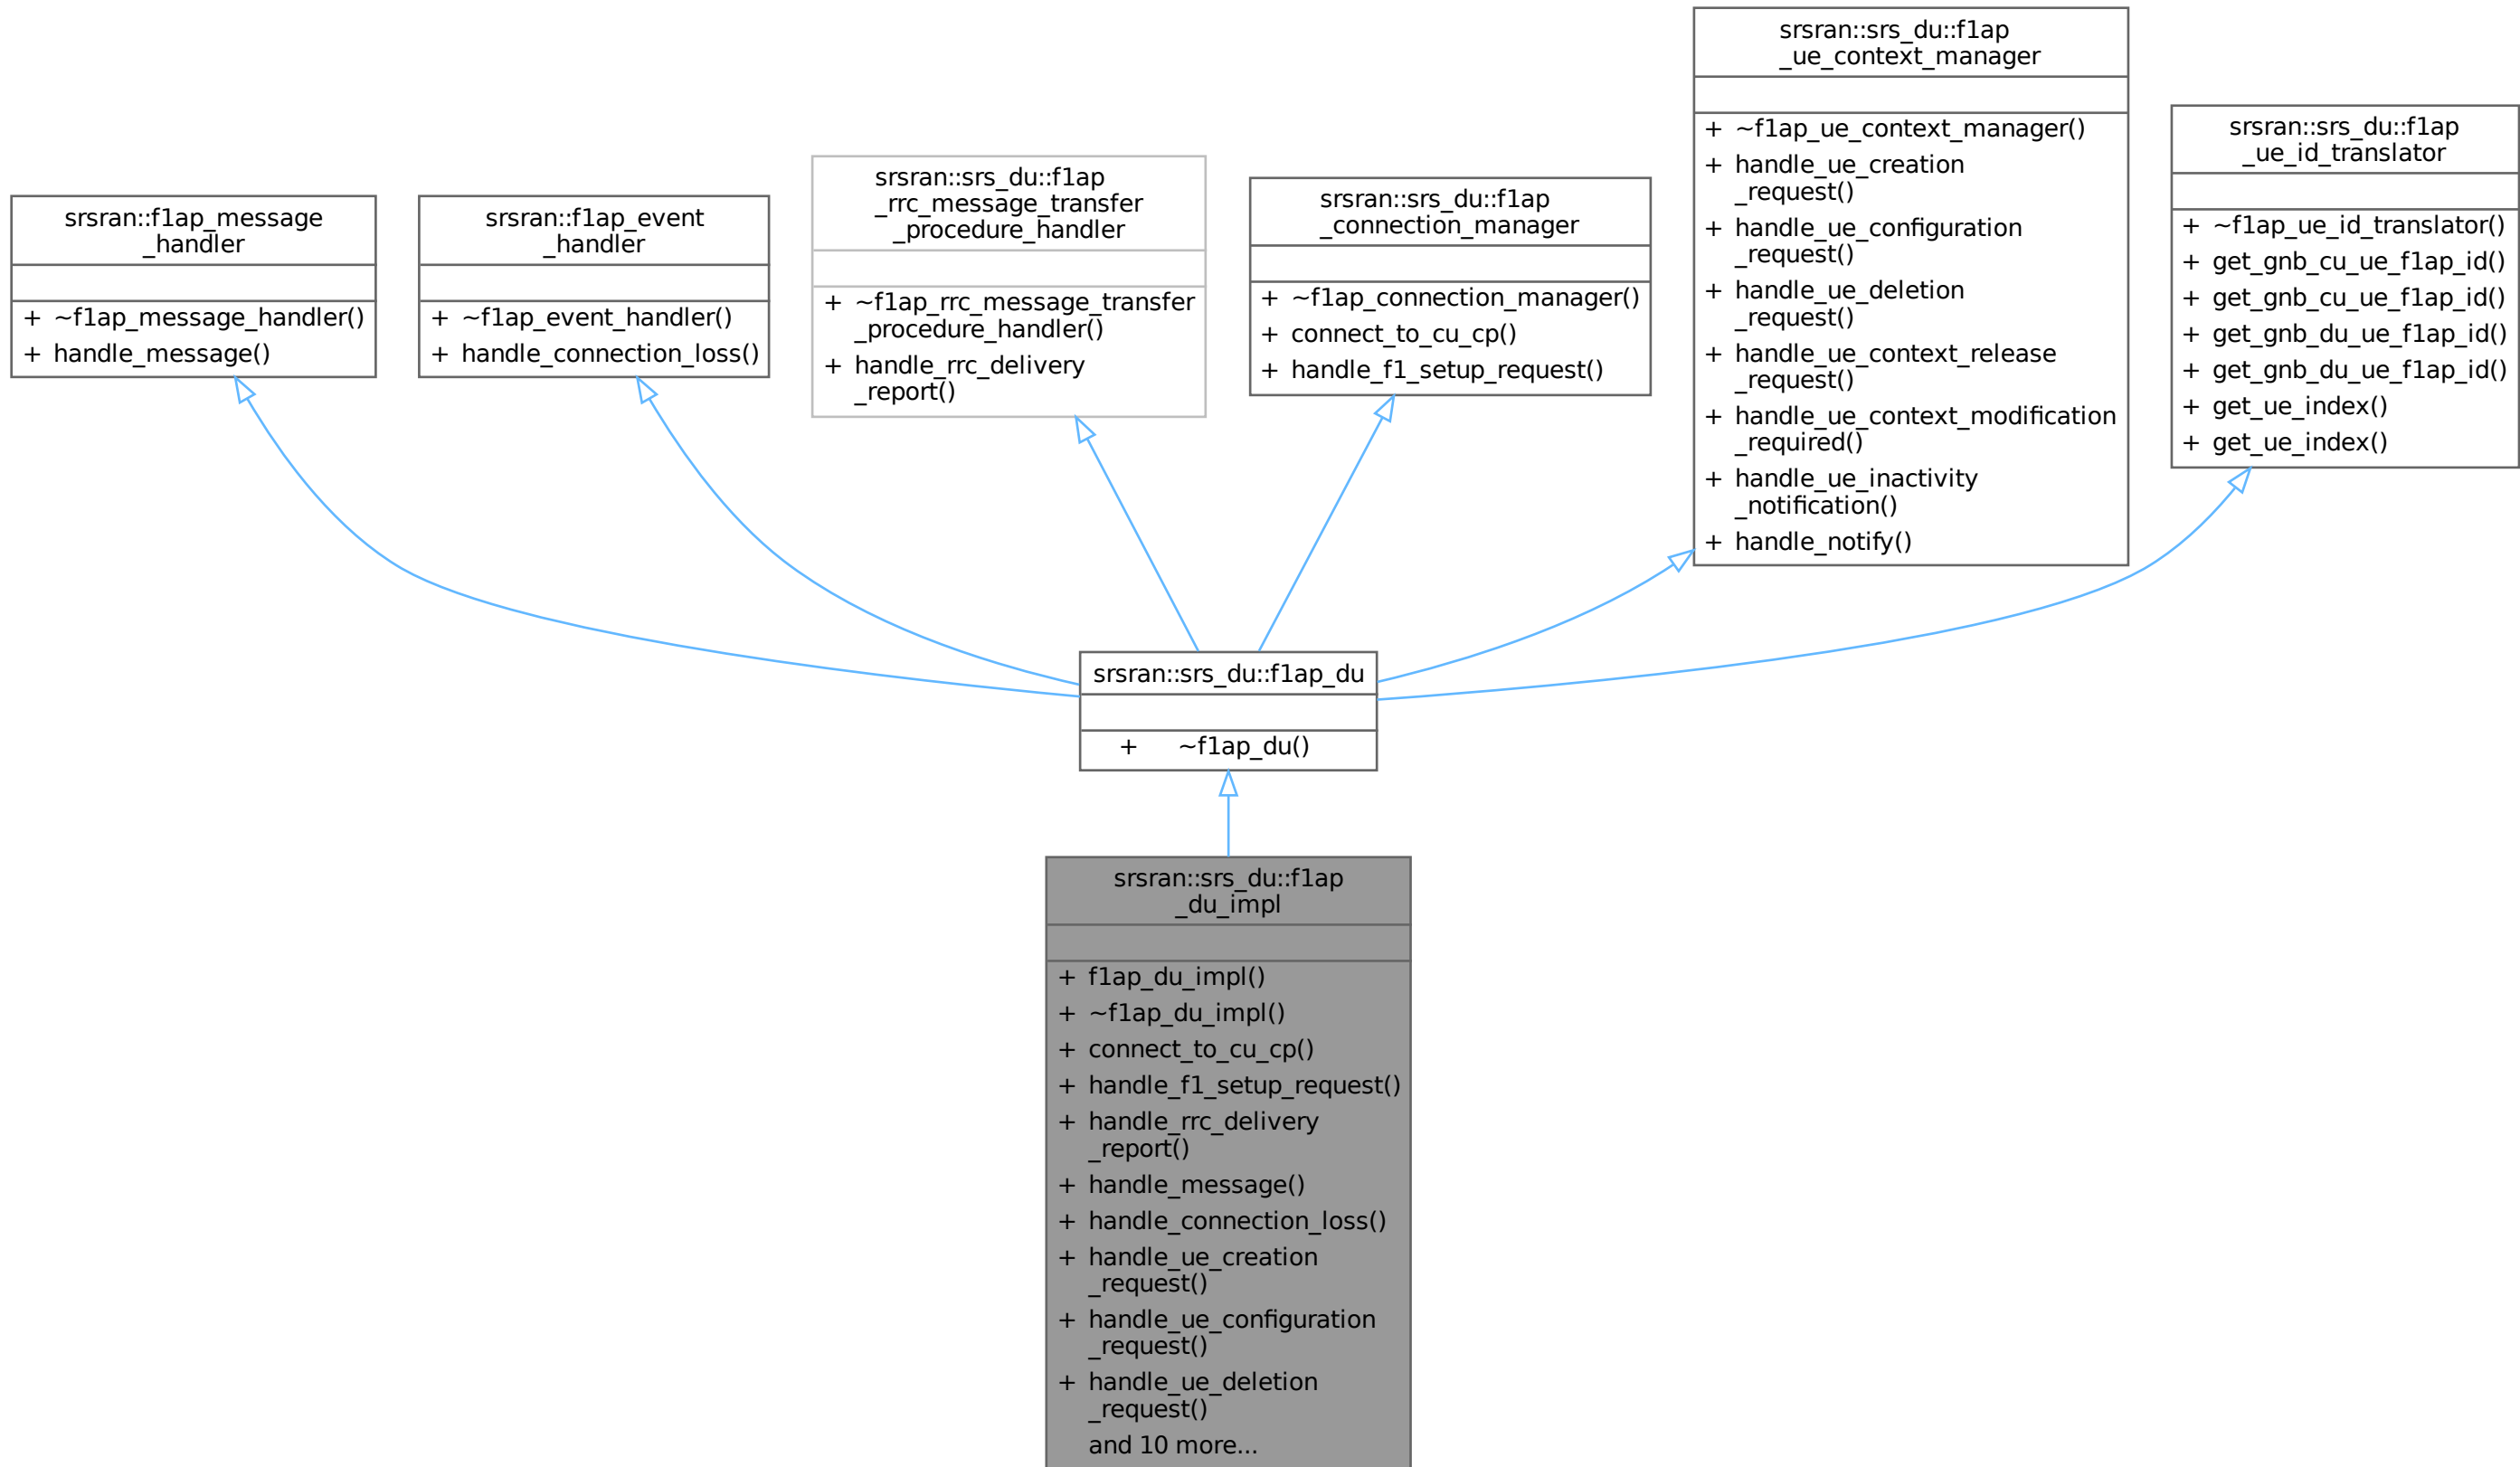 srsran::f1ap_message
_handler
+ ~f1ap_message_handler()
+ handle_message()
srsran::f1ap_event
_handler
+ ~f1ap_event_handler()
+ handle_connection_loss()
srsran::srs_du::f1ap
_rrc_message_transfer
_procedure_handler
+ ~f1ap_rrc_message_transfer
_procedure_handler()
+ handle_rrc_delivery
_report()
srsran::srs_du::f1ap
_connection_manager
+ ~f1ap_connection_manager()
+ connect_to_cu_cp()
+ handle_f1_setup_request()
srsran::srs_du::f1ap
_ue_context_manager
+ ~f1ap_ue_context_manager()
+ handle_ue_creation
_request()
+ handle_ue_configuration
_request()
+ handle_ue_deletion
_request()
+ handle_ue_context_release
_request()
+ handle_ue_context_modification
_required()
+ handle_ue_inactivity
_notification()
+ handle_notify()
srsran::srs_du::f1ap
_ue_id_translator
+ ~f1ap_ue_id_translator()
+ get_gnb_cu_ue_f1ap_id()
+ get_gnb_cu_ue_f1ap_id()
+ get_gnb_du_ue_f1ap_id()
+ get_gnb_du_ue_f1ap_id()
+ get_ue_index()
+ get_ue_index()
srsran::srs_du::f1ap_du
+ ~f1ap_du()
srsran::srs_du::f1ap
_du_impl
+ f1ap_du_impl()
+ ~f1ap_du_impl()
+ connect_to_cu_cp()
+ handle_f1_setup_request()
+ handle_rrc_delivery
_report()
+ handle_message()
+ handle_connection_loss()
+ handle_ue_creation
_request()
+ handle_ue_configuration
_request()
+ handle_ue_deletion
_request()
and 10 more...